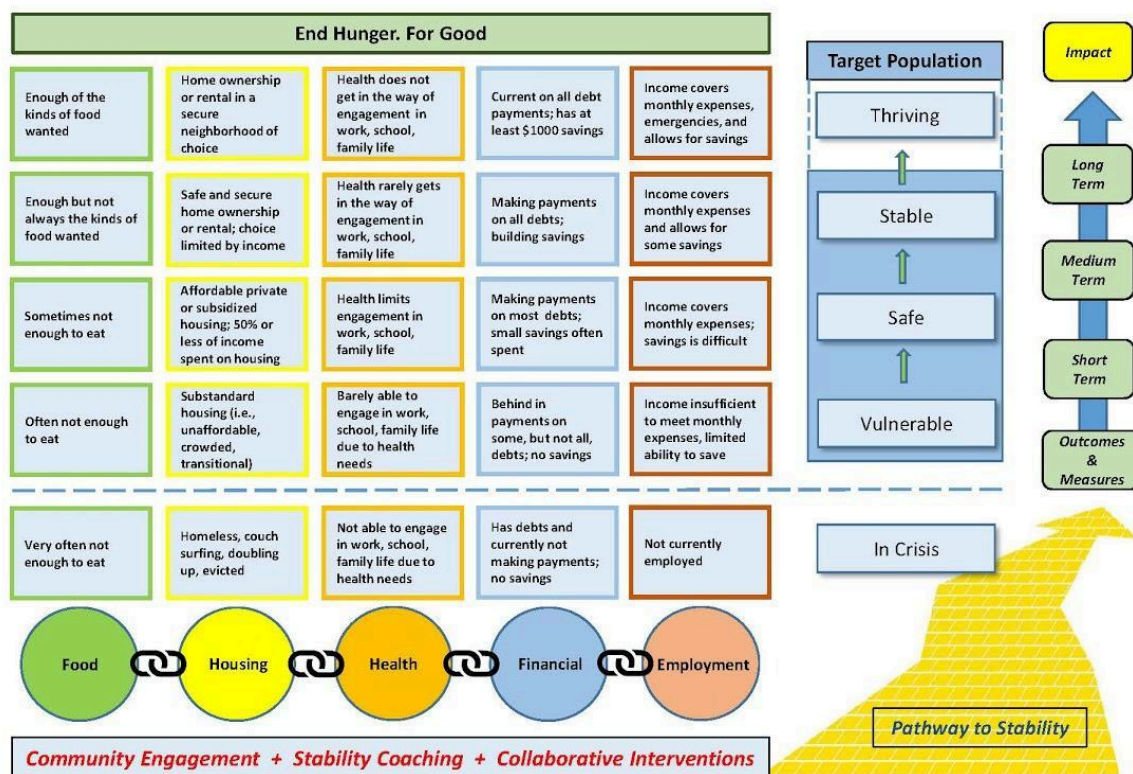 End Hunger. For Good
Enough of the
kinds of food
wanted
Home ownership
or rental in a
secure
neighborhood of
choice
Health does not
get in the way of
engagement in
work, school,
family life
Current on all debt
payments; has at
least $1000 savings
Income covers
monthly expenses,
emergencies, and
allows for savings
Enough but not
always the kinds of
food wanted
Safe and secure
home ownership
or rental; choice
limited by income
Health rarely gets
in the way of
engagement in
work, school,
family life
Making payments
on all debts;
building savings
Income covers
monthly expenses
and allows for
some savings
Sometimes not
enough to eat
Affordable private
or subsidized
housing; 50% or
less of income
spent on housing
Health limits
engagement in
work, school,
family life
Making payments
on most debts;
small savings often
spent
Income covers
monthly expenses;
savings is difficult
Often not enough
to eat
Substandard
housing (i.e.,
unaffordable,
crowded,
transitional)
Barely able to
engage in work,
school, family life
due to health
needs
Behind in
payments on
some, but not all,
debts; no savings
Income insufficient
to meet monthly
expenses, limited
ability to save
Very often not
enough to eat
Homeless, couch
surfing, doubling
up, evicted
Not able to engage
in work, school,
family life due to
health needs
Has debts and
currently not
making payments;
no savings
Not currently
employed
Food
Housing
Health
Financial
Employment
Community Engagement + Stability Coaching + Collaborative Interventions
Target Population
Thriving
Stable
Safe
Vulnerable
In Crisis
Impact
Long
Term
Medium
Term
Short
Term
Outcomes
&
Measures
Pathway to Stability